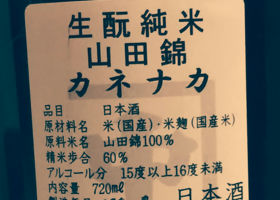 生酛純米
山田錦
カネナカ
品目 日本酒
原材料名 米(国産)・米麹(国産米)
原料米名 山田錦100%
精米歩合 60%
アルコール分 15度以上16度未満
内容量 720ml
日本酒